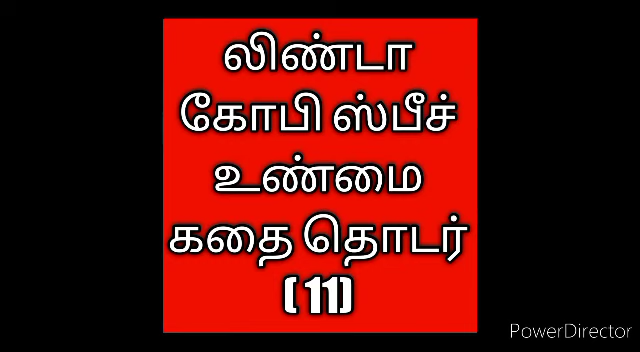 லிண்டா
கோபி ஸ்பீச்
உண்மை
கதை தொடர்
( 11)
PowerDirector